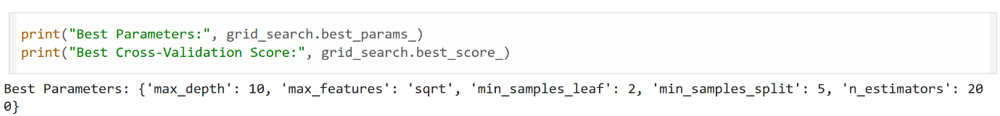 print("Best Parameters:", grid_search.best_params_)
print("Best Cross-Validation Score:", grid_search.best_score_)
Best Parameters: {'max_depth': 10, 'max_features': 'sqrt', 'min_samples_leaf': 2, 'min_samples_split': 5, 'n_estimators': 20
0}